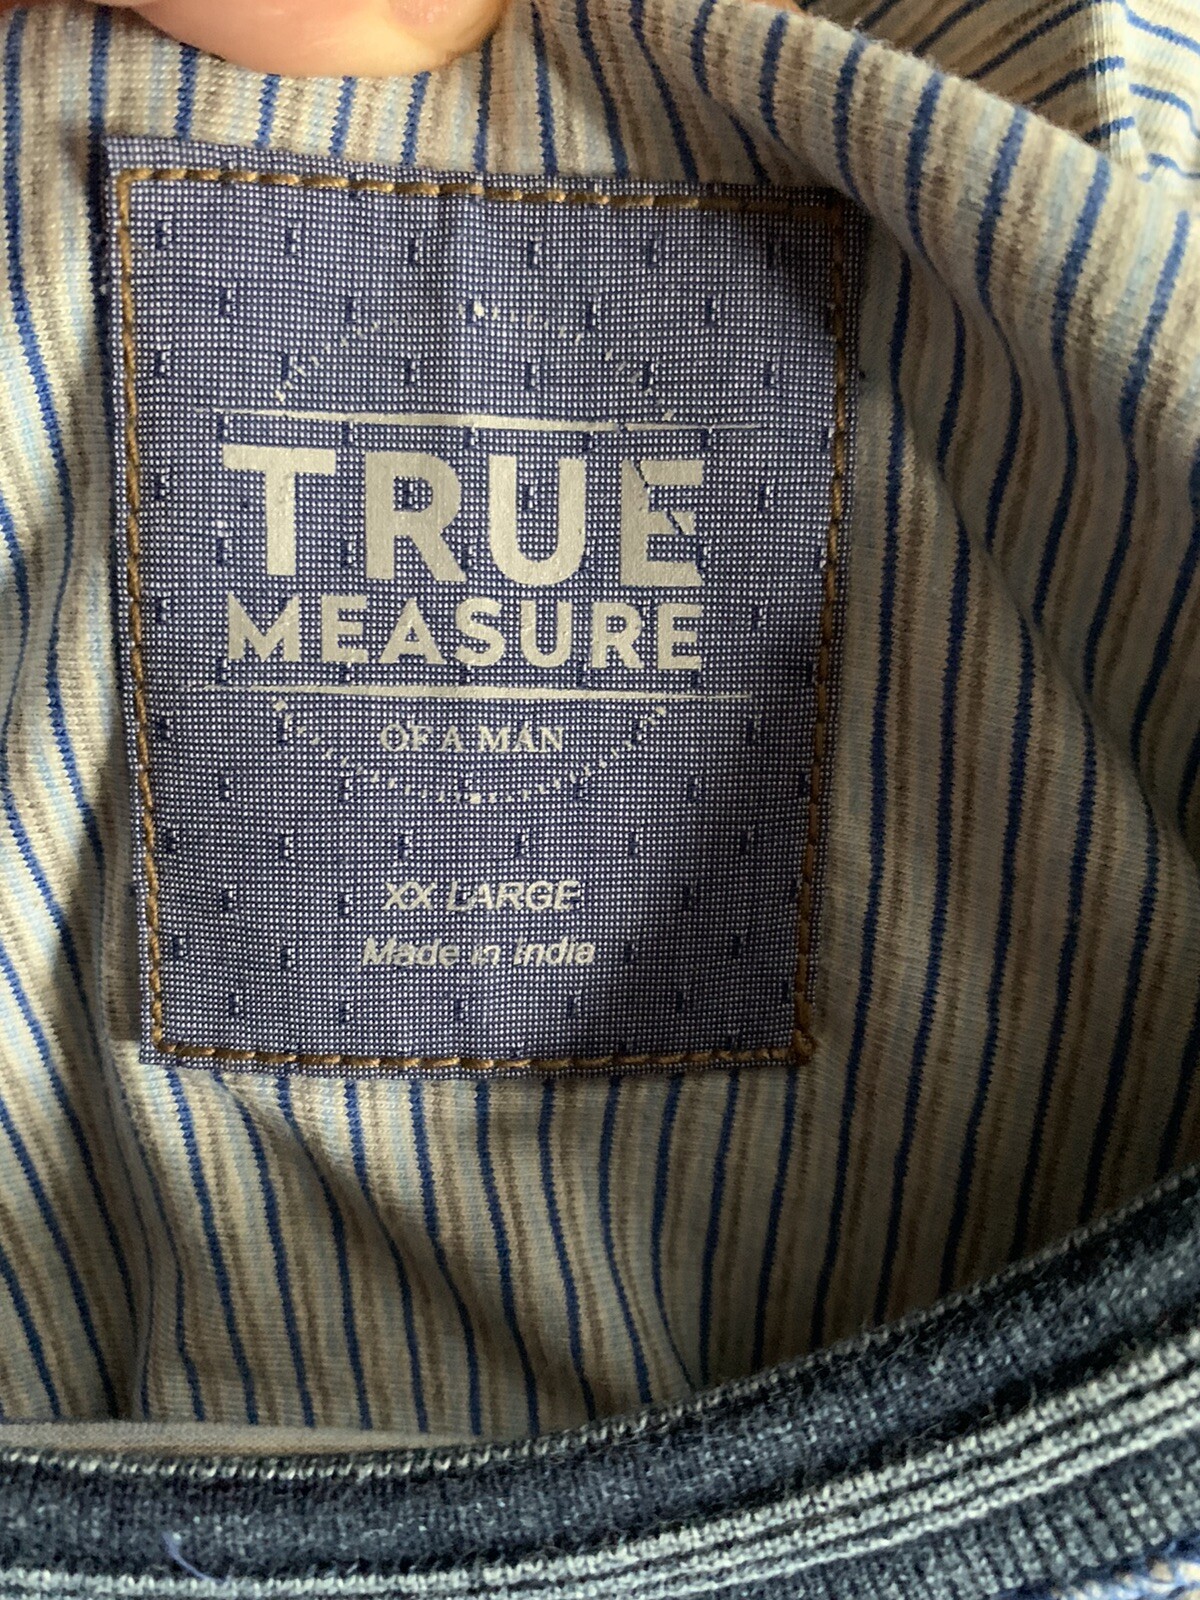 TRUE
MEASURE
OF A MAN
XX LARGE
Made in India